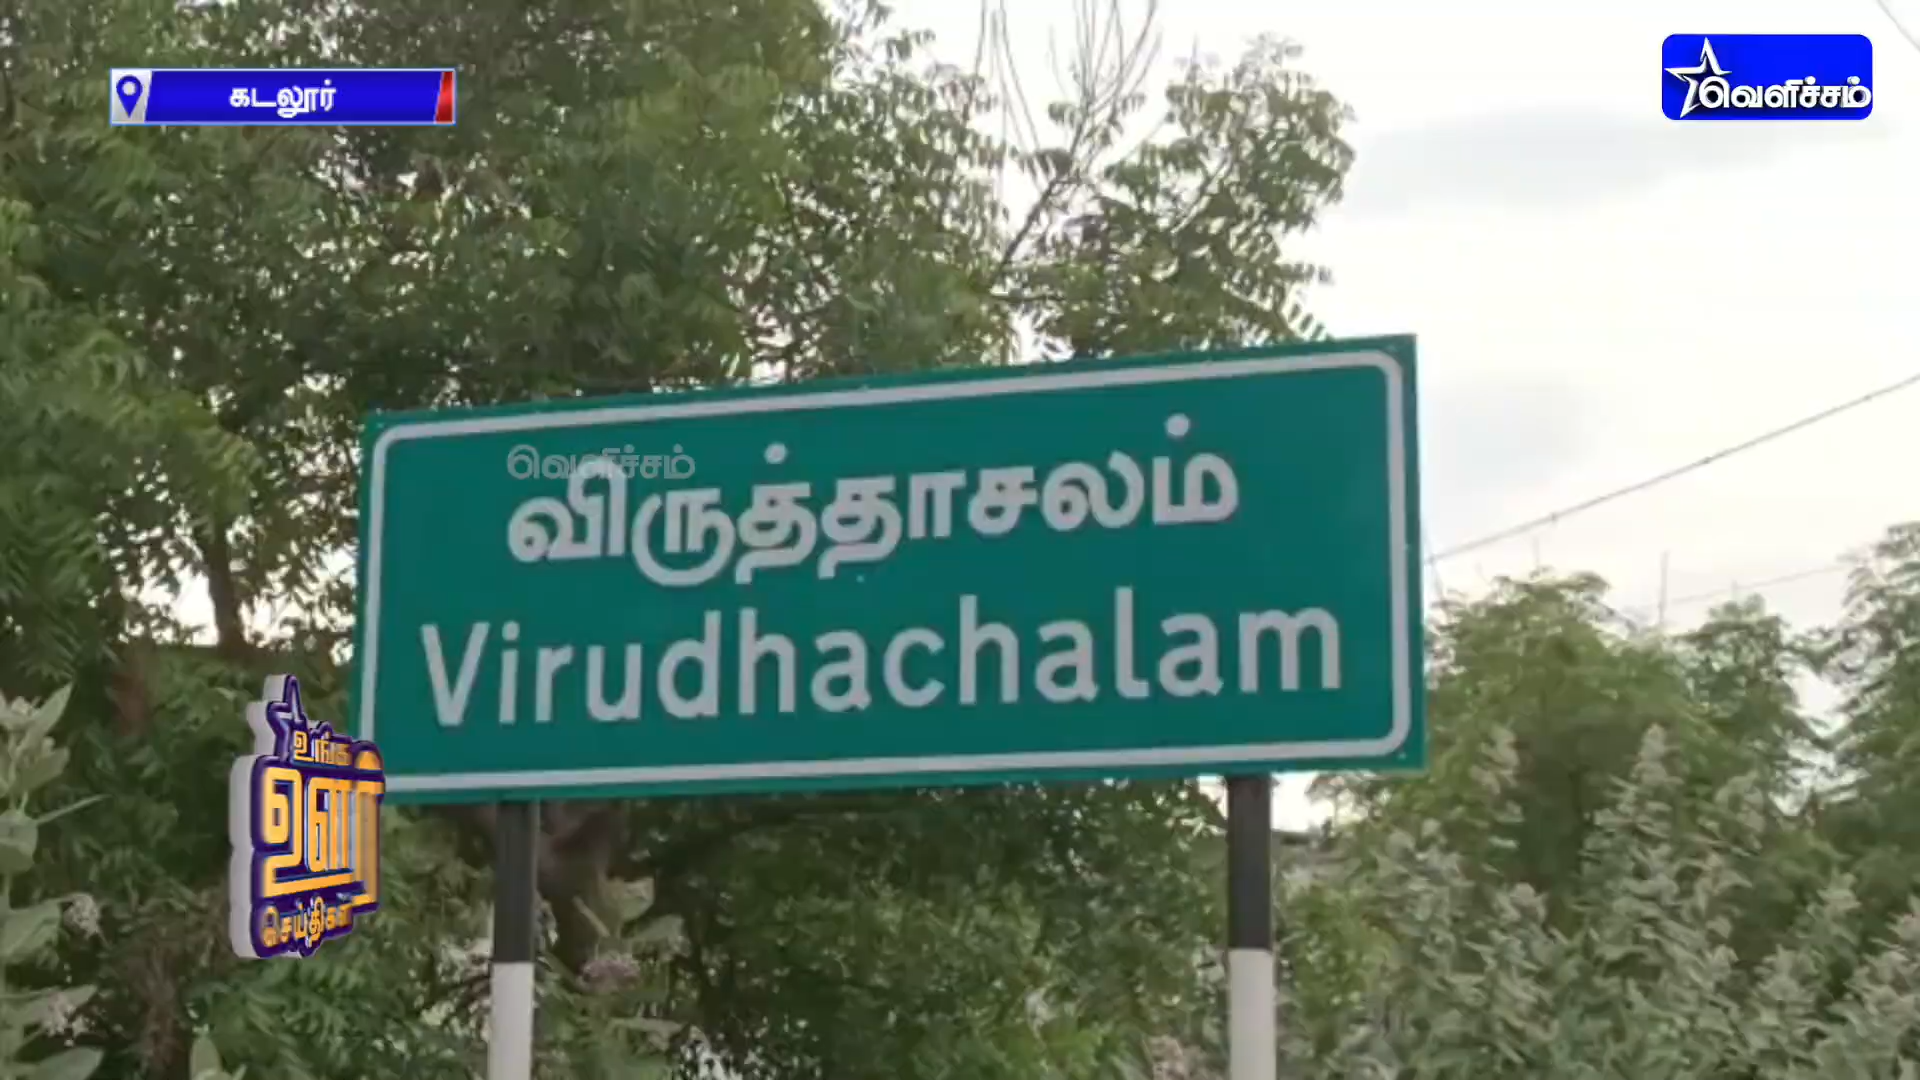 கடலூர்
வெளிச்சம்
வெளிச்சம்
விருத்தாசலம்
Virudhachalam
உங்க
ஊர்
செய்திகள்